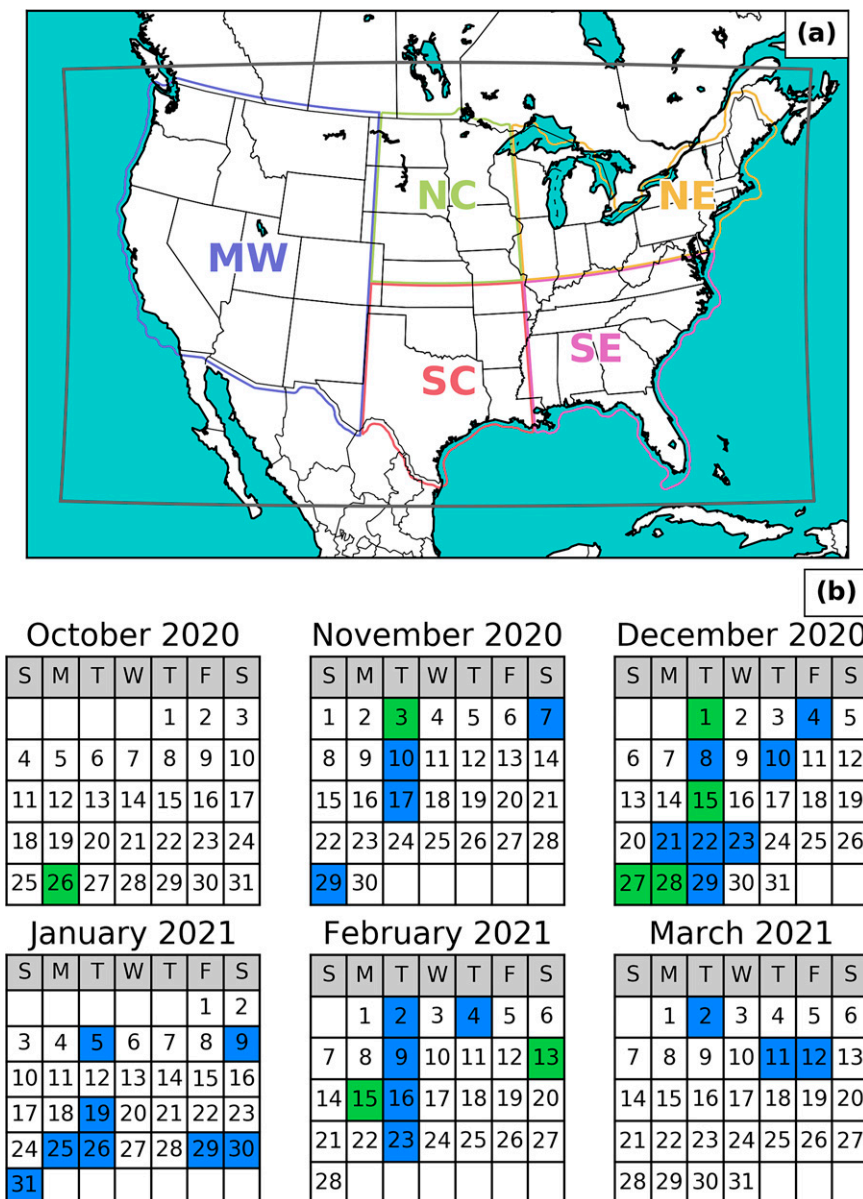 (a)
NC
NE
MW
SE
SC
(b)
October 2020
S M T W T F S
1 2 3
4 5 6 7 8 9 10
11 12 13 14 15 16 17
18 19 20 21 22 23 24
25 26 27 28 29 30 31
November 2020
S M T W T F S
1 2 3 4 5 6 7
8 9 10 11 12 13 14
15 16 17 18 19 20 21
22 23 24 25 26 27 28
29 30
December 2020
S M T W T F S
1 2 3 4 5
6 7 8 9 10 11 12
13 14 15 16 17 18 19
20 21 22 23 24 25 26
27 28 29 30 31
January 2021
S M T W T F S
1 2
3 4 5 6 7 8 9
10 11 12 13 14 15 16
17 18 19 20 21 22 23
24 25 26 27 28 29 30
31
February 2021
S M T W T F S
1 2 3 4 5 6
7 8 9 10 11 12 13
14 15 16 17 18 19 20
21 22 23 24 25 26 27
28
March 2021
S M T W T F S
1 2 3 4 5 6
7 8 9 10 11 12 13
14 15 16 17 18 19 20
21 22 23 24 25 26 27
28 29 30 31